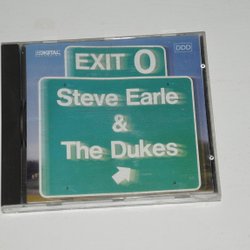 DIGITAL
DDD
EXIT 0
Steve Earle
&
The Dukes